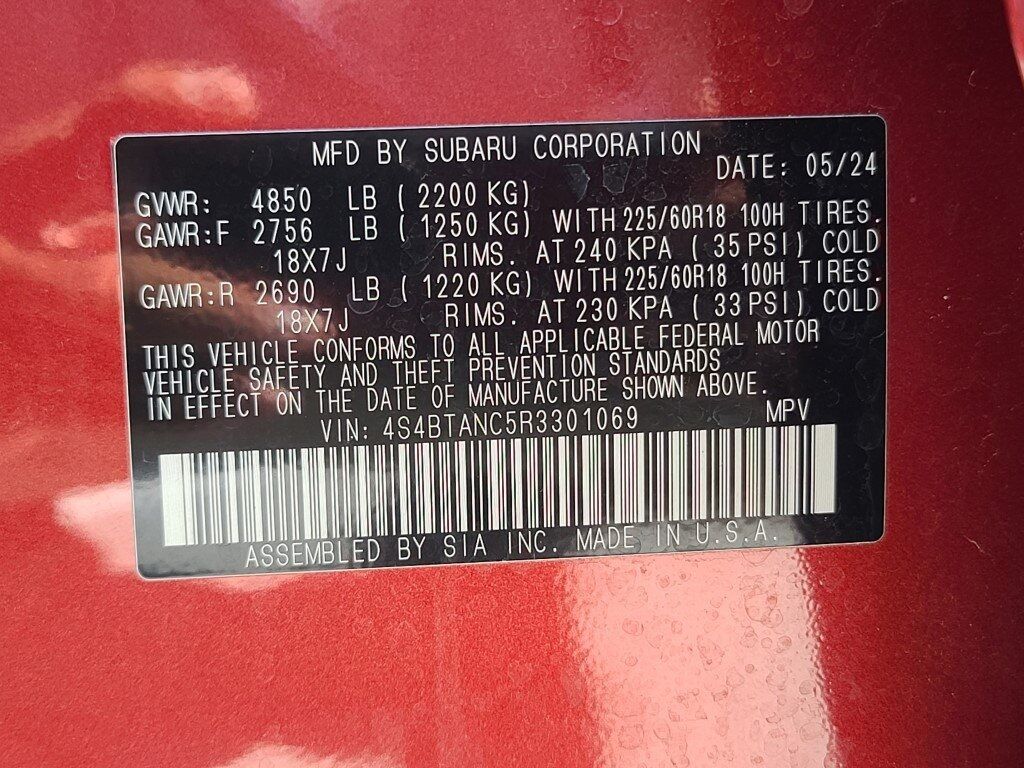 MFD BY SUBARU CORPORATION DATE: 05/24
GVWR: 4850 LB ( 2200 KG)
GAWR:F 2756 LB ( 1250 KG) WITH 225/60R18 100H TIRES.
18X7J RIMS. AT 240 KPA ( 35 PSI) COLD
GAWR:R 2690 LB ( 1220 KG) WITH 225/60R18 100H TIRES.
18X7J RIMS. AT 230 KPA ( 33 PSI) COLD
THIS VEHICLE CONFORMS TO ALL APPLICABLE FEDERAL MOTOR
VEHICLE SAFETY AND THEFT PREVENTION STANDARDS
IN EFFECT ON THE DATE OF MANUFACTURE SHOWN ABOVE.
VIN: 4S4BTANC5R3301069 MPV
ASSEMBLED BY SIA INC. MADE IN U.S.A.